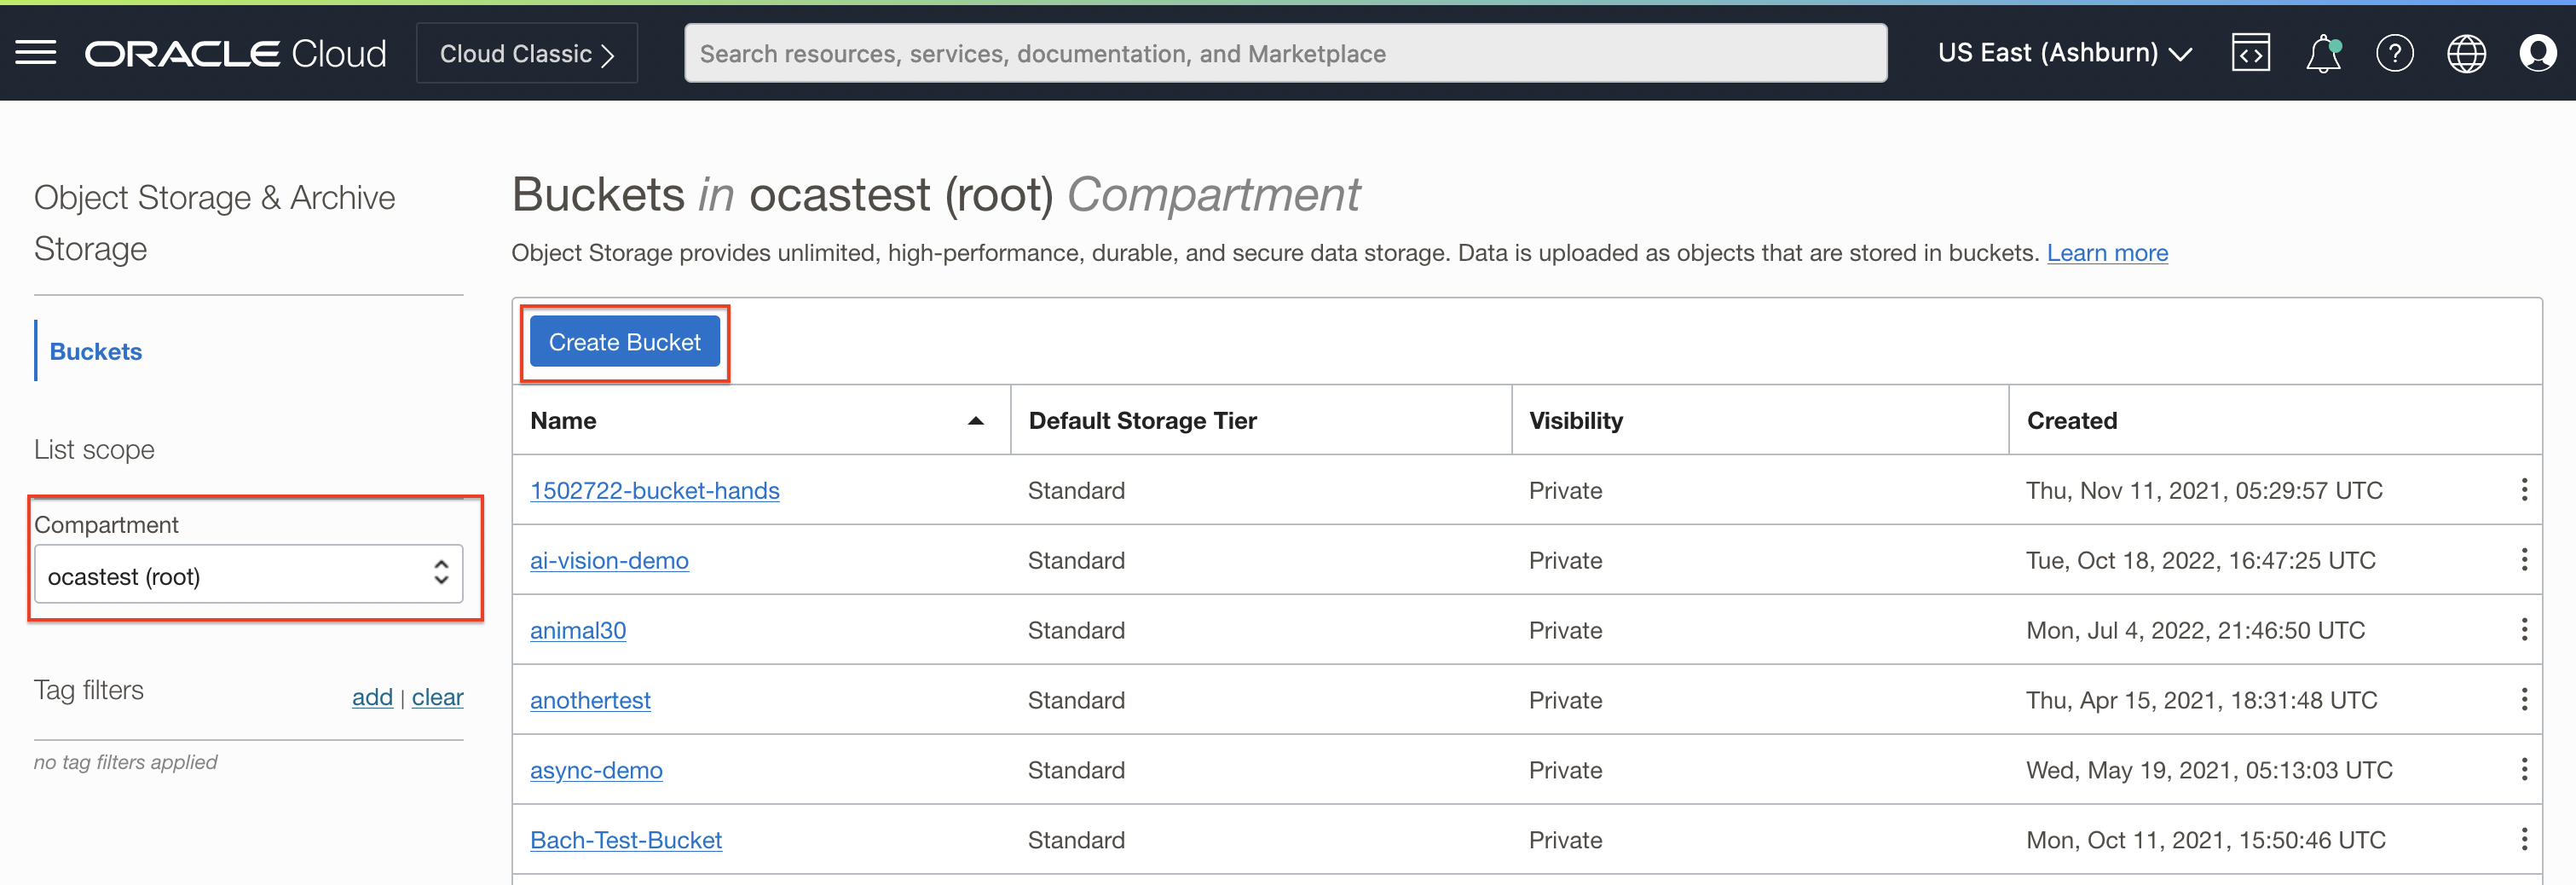 ORACLE Cloud
Cloud Classic
Search resources, services, documentation, and Marketplace
US East (Ashburn)
Object Storage & Archive
Storage
Buckets
List scope
Compartment
ocastest (root)
Tag filters
add | clear
no tag filters applied
Buckets in ocastest (root) Compartment
Object Storage provides unlimited, high-performance, durable, and secure data storage. Data is uploaded as objects that are stored in buckets. Learn more
Create Bucket
Name Default Storage Tier Visibility Created
1502722-bucket-hands Standard Private Thu, Nov 11, 2021, 05:29:57 UTC
ai-vision-demo Standard Private Tue, Oct 18, 2022, 16:47:25 UTC
animal30 Standard Private Mon, Jul 4, 2022, 21:46:50 UTC
anothertest Standard Private Thu, Apr 15, 2021, 18:31:48 UTC
async-demo Standard Private Wed, May 19, 2021, 05:13:03 UTC
Bach-Test-Bucket Standard Private Mon, Oct 11, 2021, 15:50:46 UTC